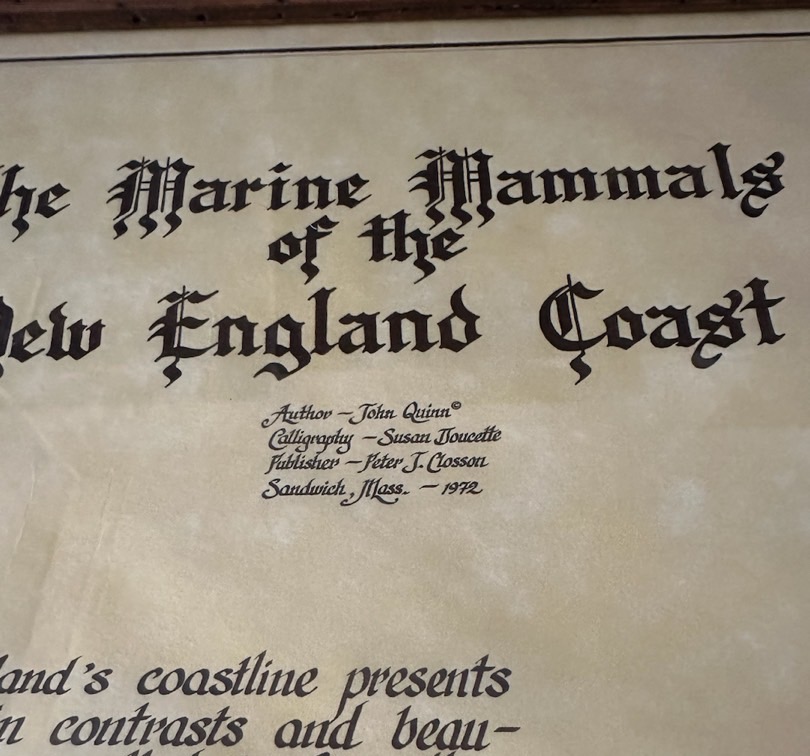 he Marine Mammals
of the
ew England Coast
Author – John Quinn©
Calligraphy – Susan Doucette
Publisher – Peter J. Closson
Sandwich, Mass. – 1972
land's coastline presents
in contrasts and beau-